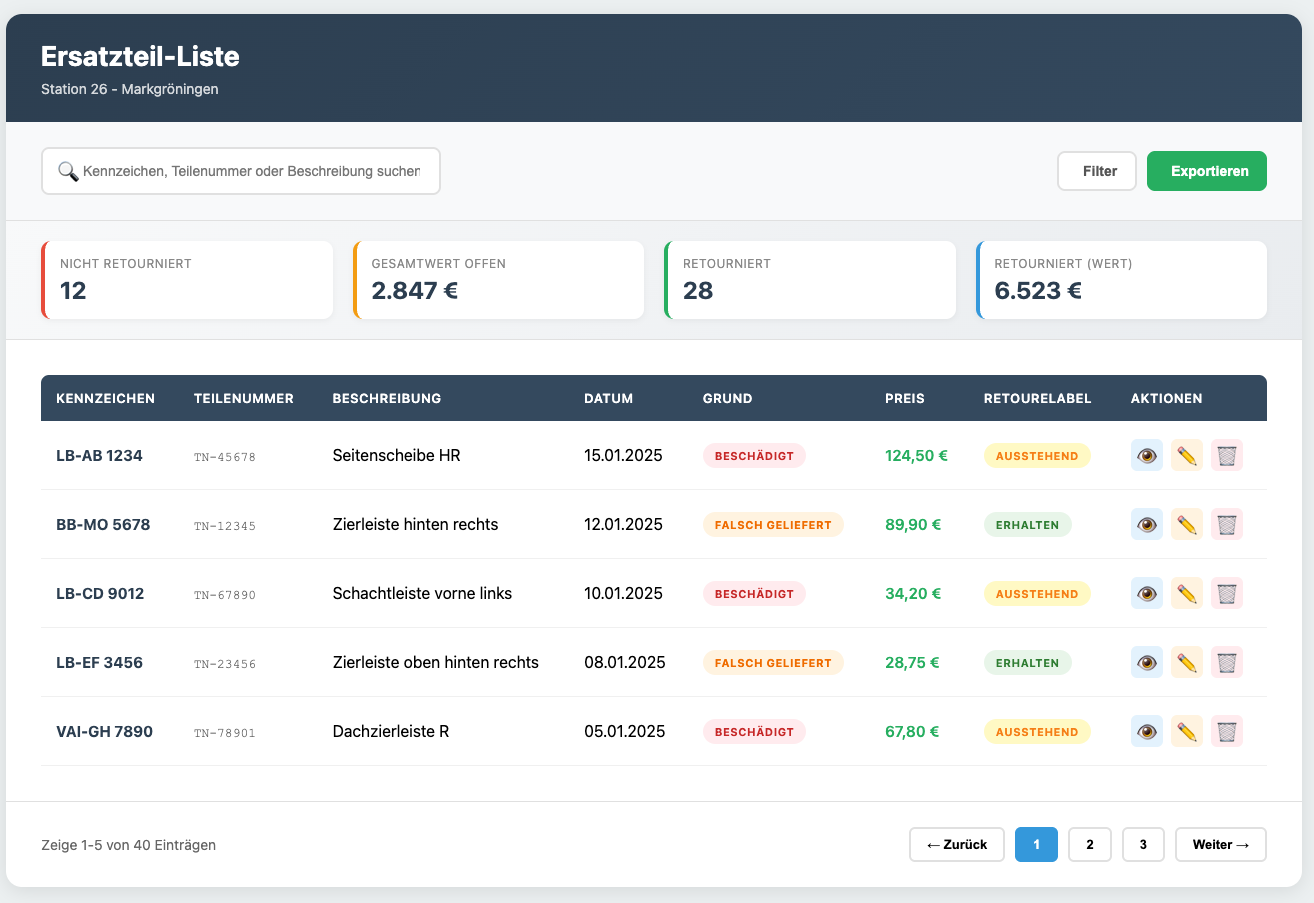 Ersatzteil-Liste
Station 26 - Markgröningen
Kennzeichen, Teilenummer oder Beschreibung suchen
Filter
Exportieren
NICHT RETOURNIERT
12
GESAMTWERT OFFEN
2.847 €
RETOURNIERT
28
RETOURNIERT (WERT)
6.523 €
KENNZEICHEN TEILENUMMER BESCHREIBUNG DATUM GRUND PREIS RETOURELABEL AKTIONEN
LB-AB 1234 TN-45678 Seitenscheibe HR 15.01.2025 BESCHÄDIGT 124,50 € AUSSTEHEND
BB-MO 5678 TN-12345 Zierleiste hinten rechts 12.01.2025 FALSCH GELIEFERT 89,90 € ERHALTEN
LB-CD 9012 TN-67890 Schachtleiste vorne links 10.01.2025 BESCHÄDIGT 34,20 € AUSSTEHEND
LB-EF 3456 TN-23456 Zierleiste oben hinten rechts 08.01.2025 FALSCH GELIEFERT 28,75 € ERHALTEN
VAI-GH 7890 TN-78901 Dachzierleiste R 05.01.2025 BESCHÄDIGT 67,80 € AUSSTEHEND
Zeige 1-5 von 40 Einträgen
← Zurück 1 2 3 Weiter →